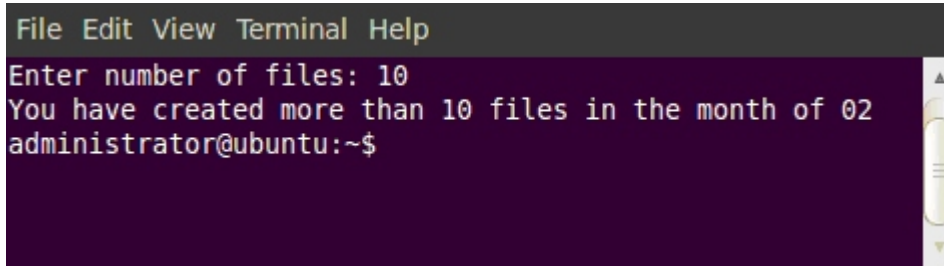 File Edit View Terminal Help
Enter number of files: 10
You have created more than 10 files in the month of 02
administrator@ubuntu:~$